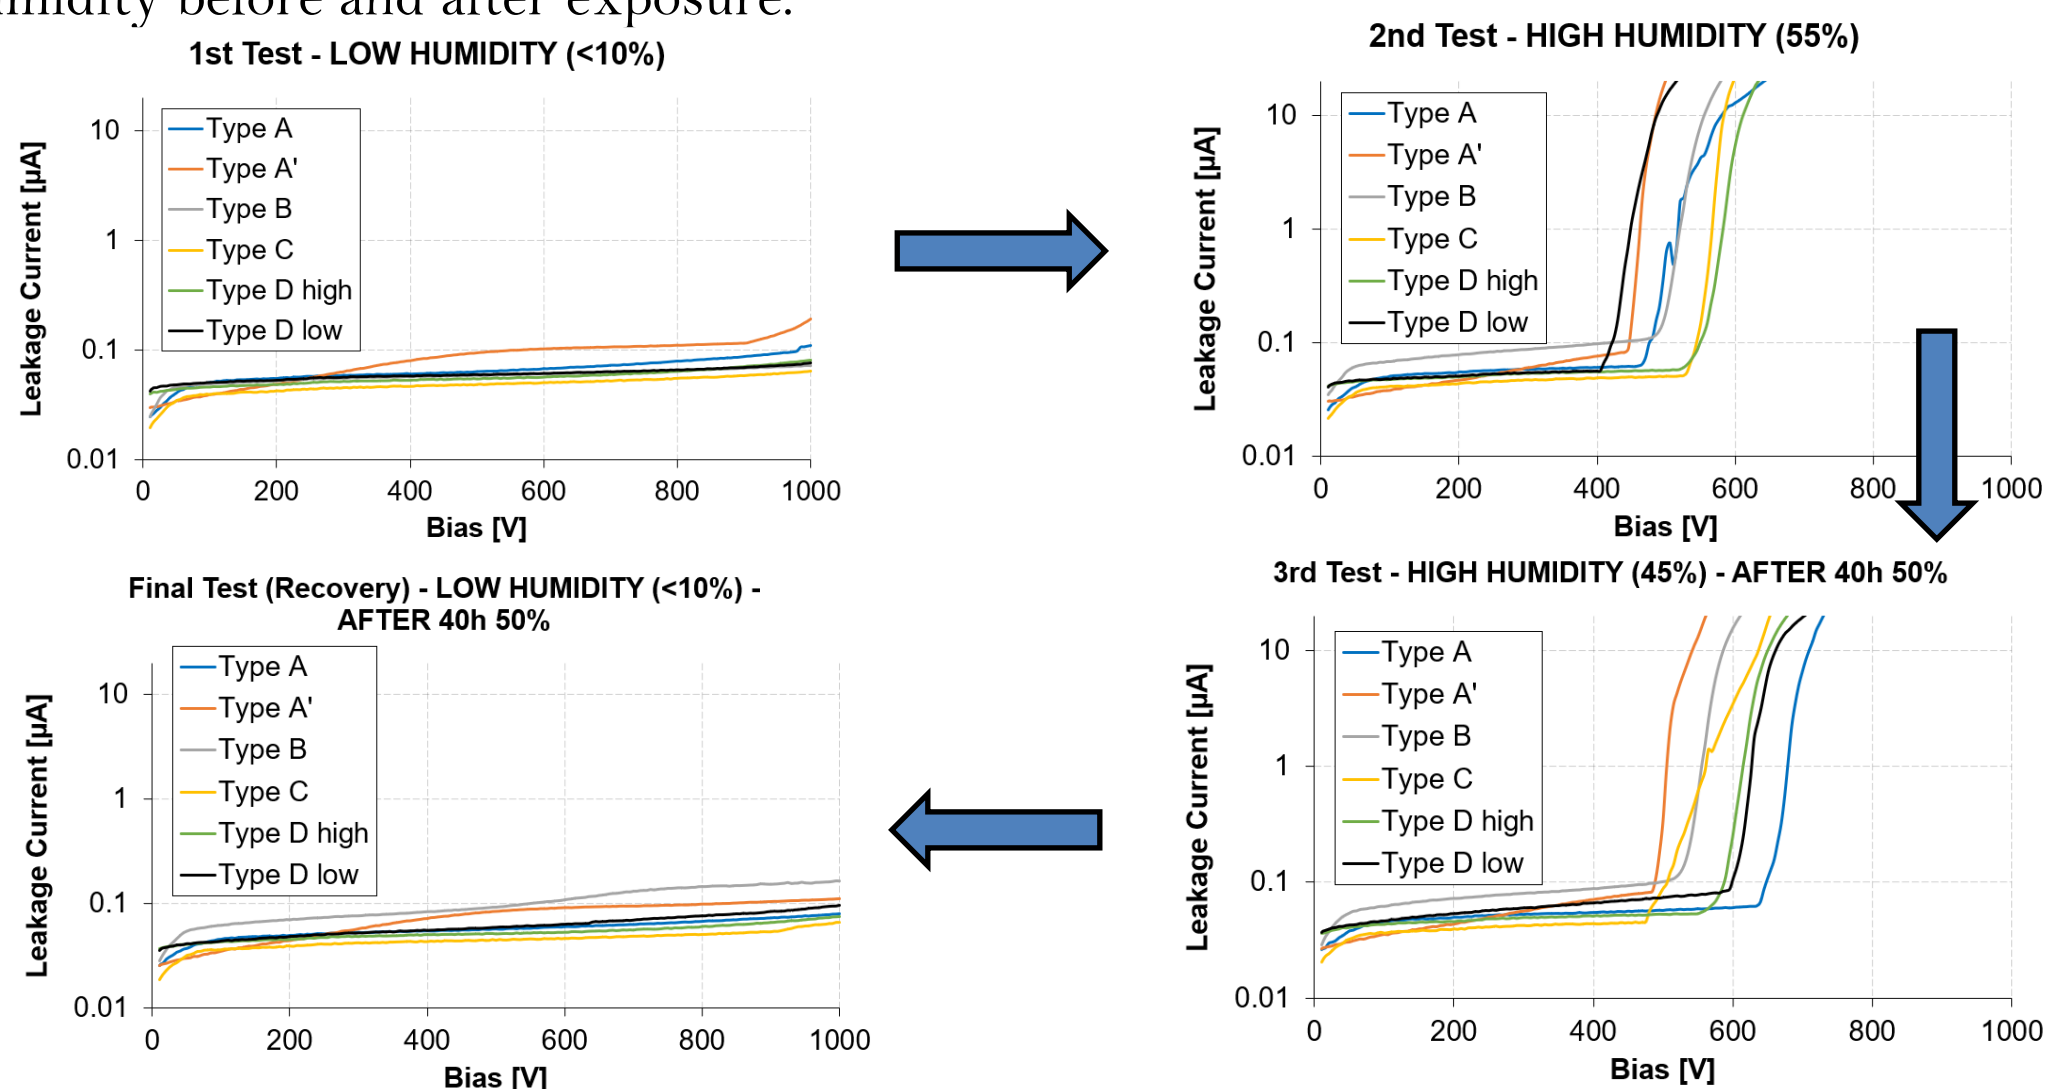 humidity before and after exposure.
1st Test - LOW HUMIDITY (<10%)
Leakage Current [µA]
10
1
0.1
0.01
Type A
Type A'
Type B
Type C
Type D high
Type D low
0 200 400 600 800 1000
Bias [V]
2nd Test - HIGH HUMIDITY (55%)
Leakage Current [µA]
10
1
0.1
0.01
Type A
Type A'
Type B
Type C
Type D high
Type D low
0 200 400 600 800 1000
Bias [V]
Final Test (Recovery) - LOW HUMIDITY (<10%) -
AFTER 40h 50%
Leakage Current [µA]
10
1
0.1
0.01
Type A
Type A'
Type B
Type C
Type D high
Type D low
0 200 400 600 800 1000
Bias [V]
3rd Test - HIGH HUMIDITY (45%) - AFTER 40h 50%
Leakage Current [µA]
10
1
0.1
0.01
Type A
Type A'
Type B
Type C
Type D high
Type D low
0 200 400 600 800 1000
Bias [V]